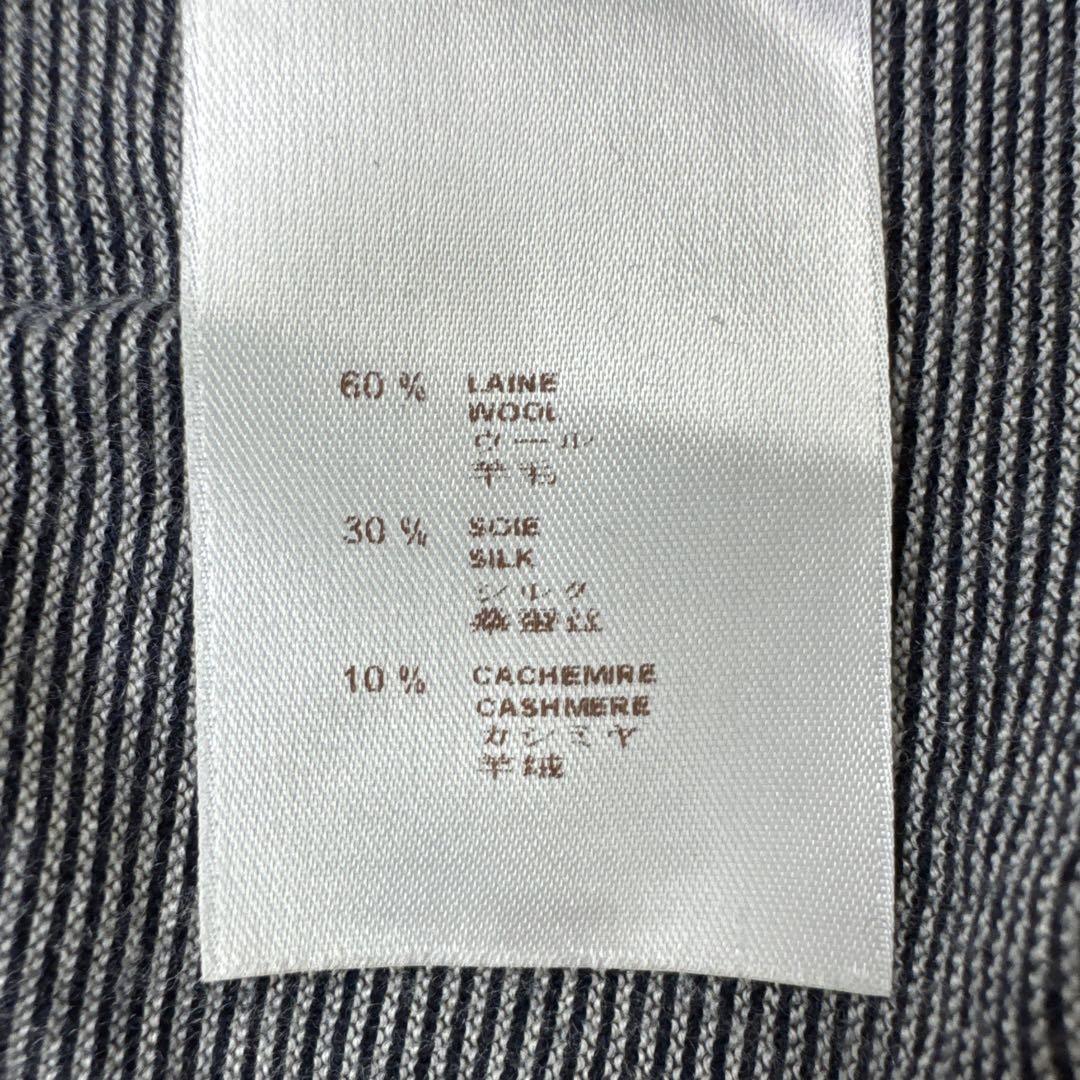 60 % LAINE
WOOL
ウール
羊毛
30 % SOIE
SILK
シルク
桑蚕丝
10 % CACHEMIRE
CASHMERE
カシミヤ
羊绒